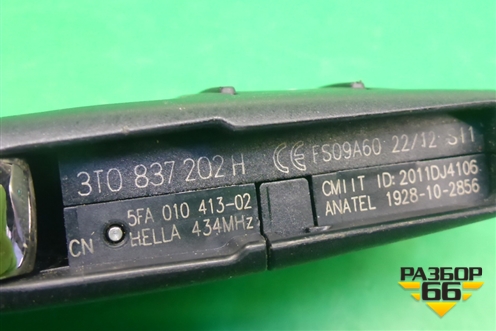 3T0 837 202 H CE FS09A60 22/12 S11
5FA 010 413-02
CN HELLA 434MHz
CMIIT ID: 2011DJ4106
ANATEL 1928-10-2856
РАЗБОР
66